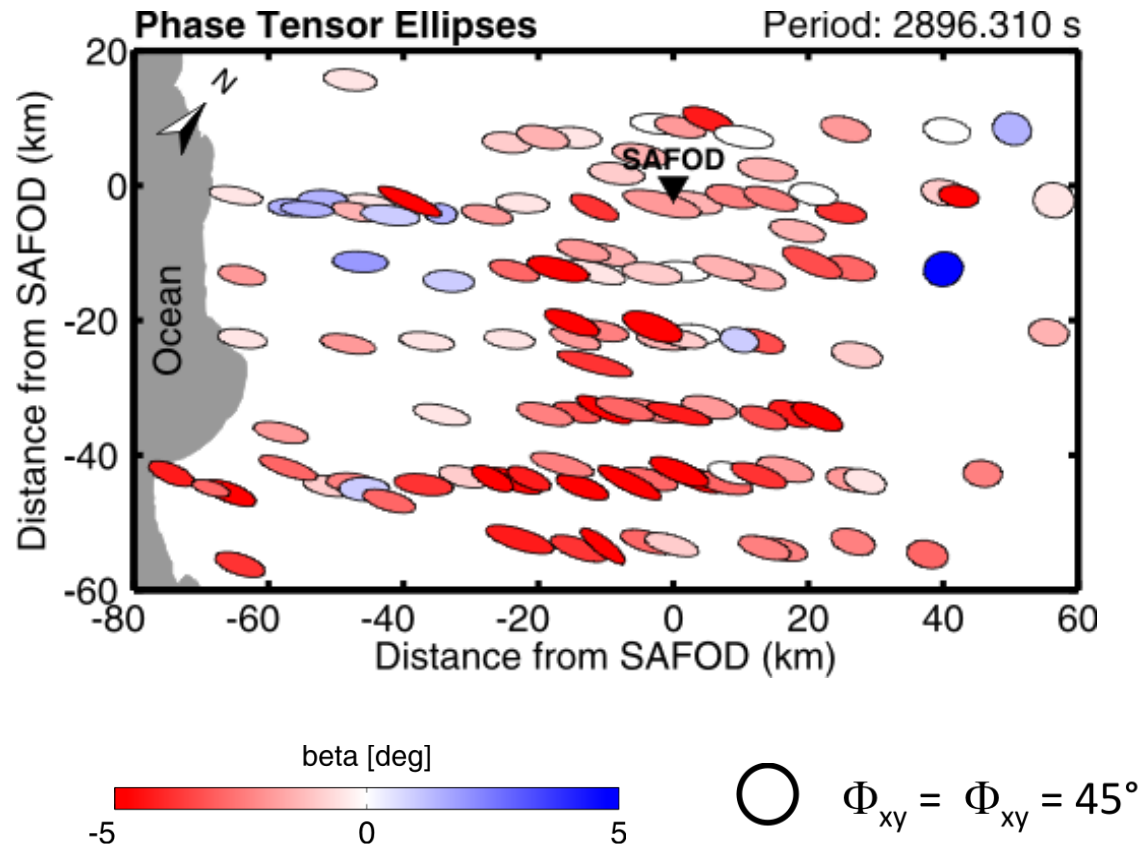 Phase Tensor Ellipses Period: 2896.310 s
20
0
-20
-40
-60
Distance from SAFOD (km)
N
SAFOD
Ocean
-80 -60 -40 -20 0 20 40 60
Distance from SAFOD (km)
beta [deg]
-5 0 5
Φxy = Φxy = 45°